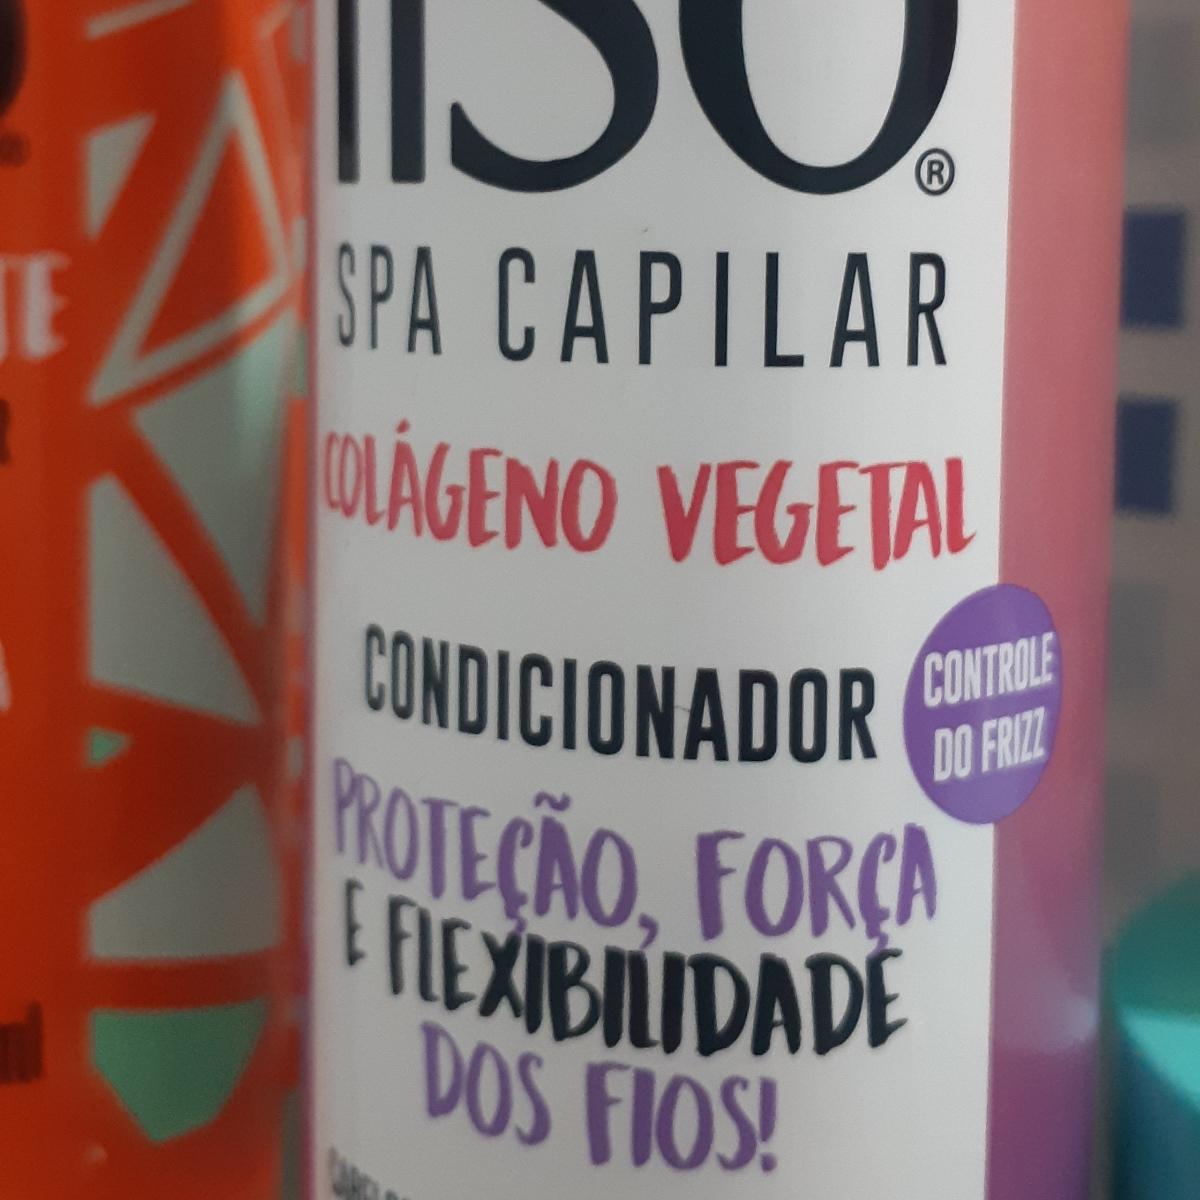 SPA CAPILAR
COLÁGENO VEGETAL
CONDICIONADOR
CONTROLE
DO FRIZZ
PROTEÇÃO, FORÇA
E FLEXIBILIDADE
DOS FIOS!